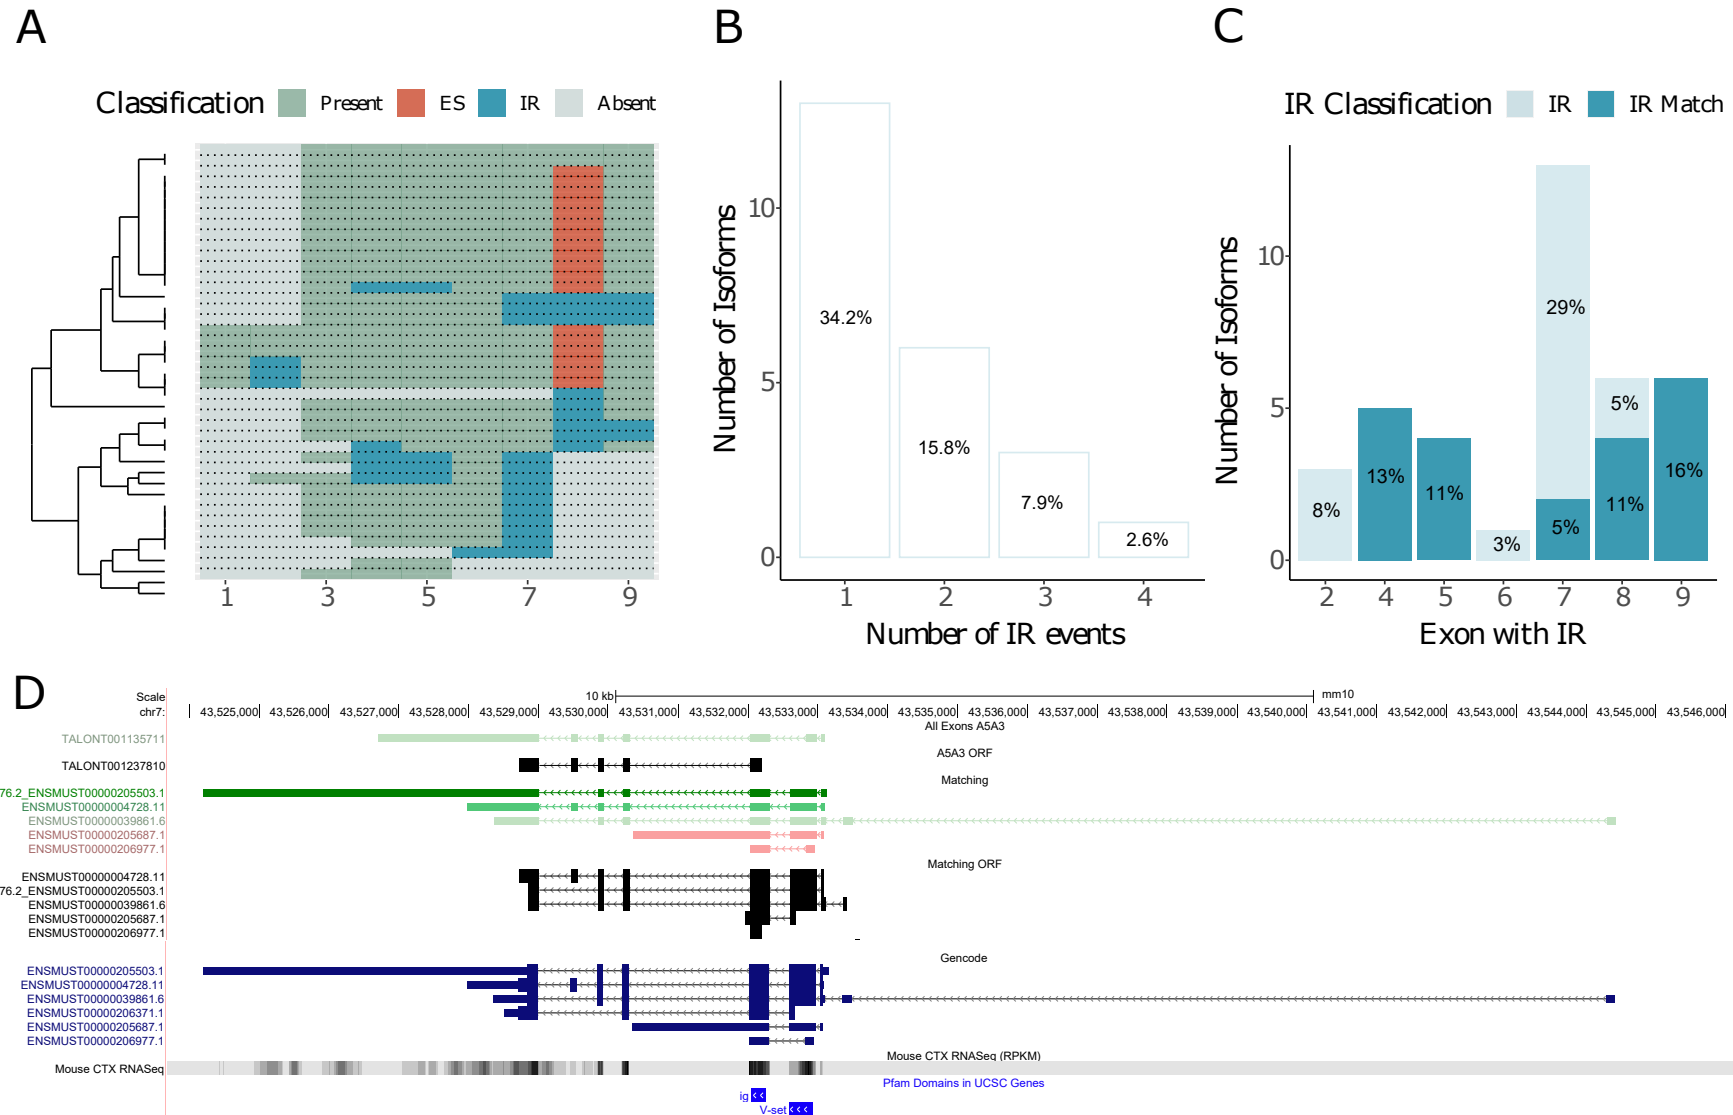 A
Classification Present ES IR Absent
1 3 5 7 9
B
Number of Isoforms
10
5
0
34.2%
15.8%
7.9%
2.6%
1 2 3 4
Number of IR events
C
IR Classification IR IR Match
Number of Isoforms
10
5
0
8%
13%
11%
3%
29%
5%
5%
11%
16%
2 4 5 6 7 8 9
Exon with IR
D
Scale 10 kb mm10
chr7: 43,525,000 43,526,000 43,527,000 43,528,000 43,529,000 43,530,000 43,531,000 43,532,000 43,533,000 43,534,000 43,535,000 43,536,000 43,537,000 43,538,000 43,539,000 43,540,000 43,541,000 43,542,000 43,543,000 43,544,000 43,545,000 43,546,000
All Exons A5A3
TALONT001135711
A5A3 ORF
TALONT001237810
Matching
76.2_ENSMUST00000205503.1
ENSMUST00000004728.11
ENSMUST00000039861.6
ENSMUST00000205687.1
ENSMUST00000206977.1
Matching ORF
ENSMUST00000004728.11
76.2_ENSMUST00000205503.1
ENSMUST00000039861.6
ENSMUST00000205687.1
ENSMUST00000206977.1
Gencode
ENSMUST00000205503.1
ENSMUST00000004728.11
ENSMUST00000039861.6
ENSMUST00000206371.1
ENSMUST00000205687.1
ENSMUST00000206977.1
Mouse CTX RNASeq (RPKM)
Mouse CTX RNASeq
Pfam Domains in UCSC Genes
ig
V-set